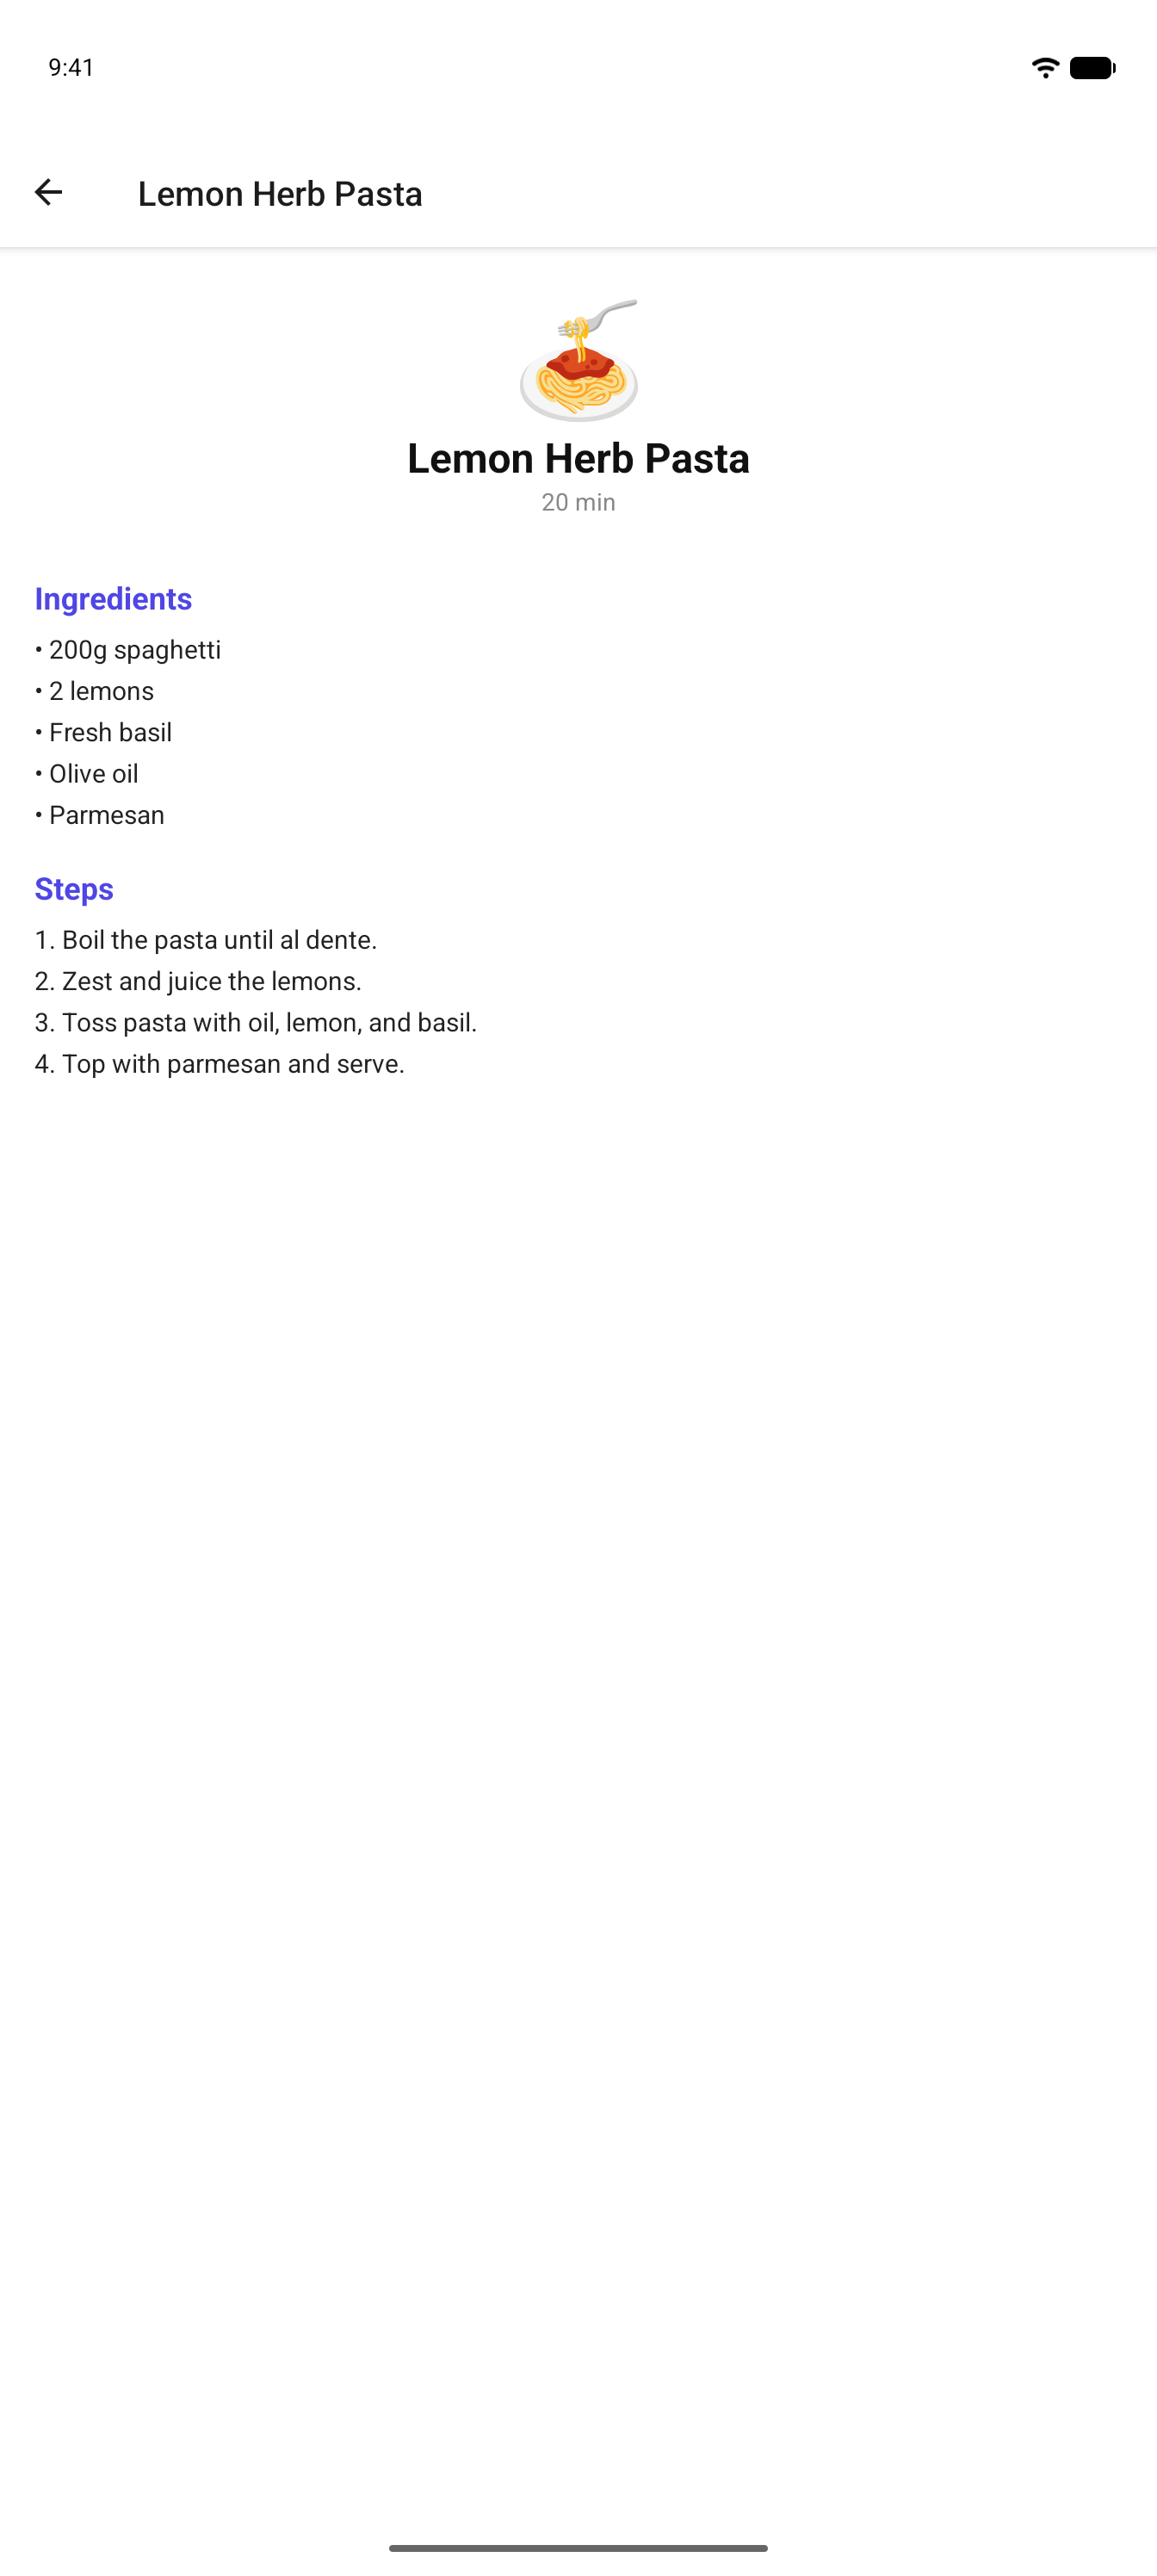 9:41
Lemon Herb Pasta
Lemon Herb Pasta
20 min
Ingredients
• 200g spaghetti
• 2 lemons
• Fresh basil
• Olive oil
• Parmesan
Steps
1. Boil the pasta until al dente.
2. Zest and juice the lemons.
3. Toss pasta with oil, lemon, and basil.
4. Top with parmesan and serve.